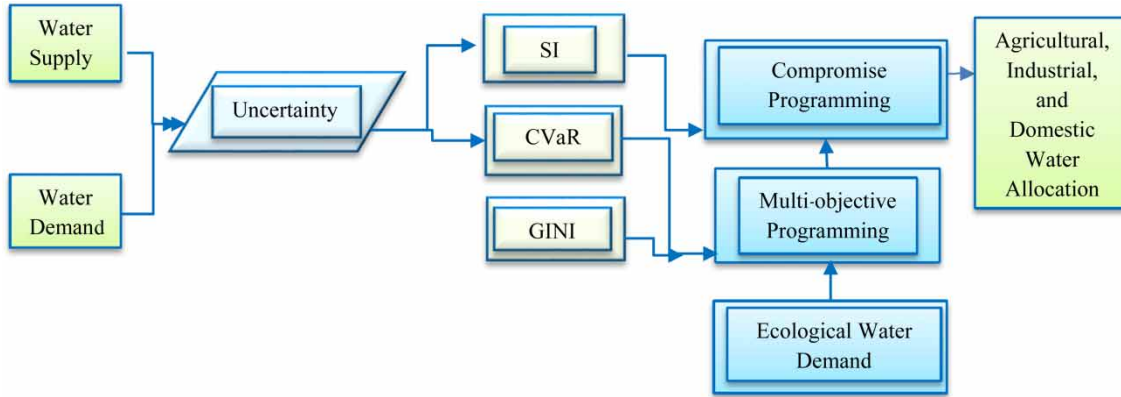 Water
Supply
Water
Demand
Uncertainty
SI
CVaR
GINI
Compromise
Programming
Multi-objective
Programming
Ecological Water
Demand
Agricultural,
Industrial,
and
Domestic
Water
Allocation